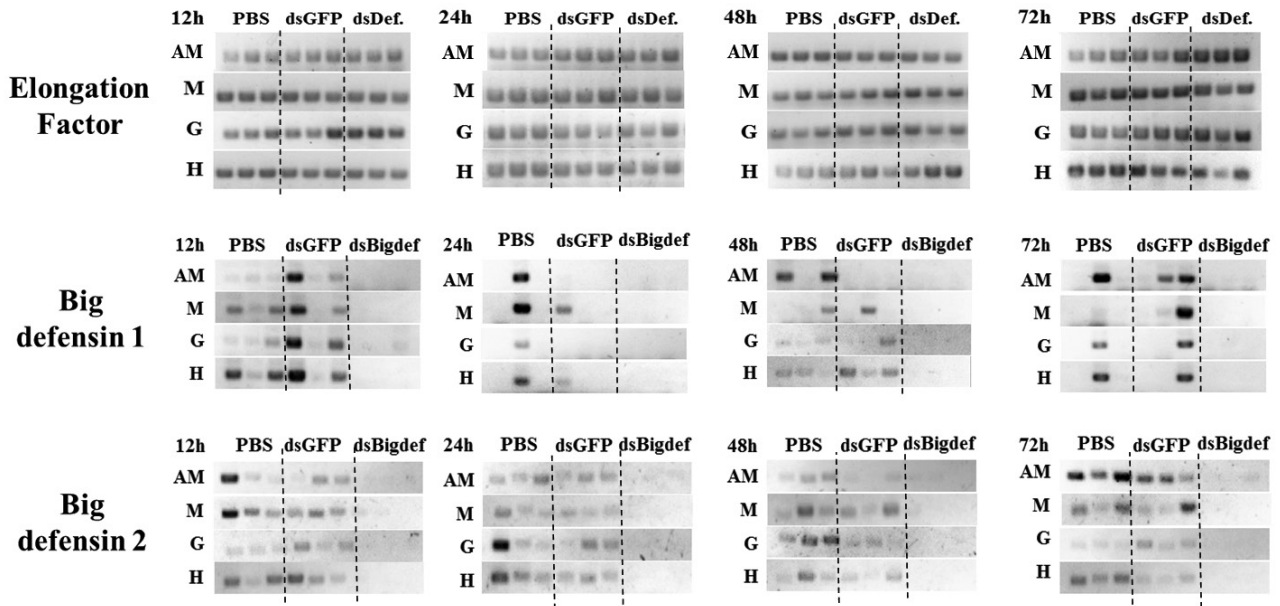 12h PBS dsGFP dsDef. 24h PBS dsGFP dsDef. 48h PBS dsGFP dsDef. 72h PBS dsGFP dsDef.
AM AM AM AM
Elongation
Factor
M M M M
G G G G
H H H H
12h PBS dsGFP dsBigdef 24h PBS dsGFP dsBigdef 48h PBS dsGFP dsBigdef 72h PBS dsGFP dsBigdef
AM AM AM AM
Big
defensin 1
M M M M
G G G G
H H H H
12h PBS dsGFP dsBigdef 24h PBS dsGFP dsBigdef 48h PBS dsGFP dsBigdef 72h PBS dsGFP dsBigdef
AM AM AM AM
Big
defensin 2
M M M M
G G G G
H H H H